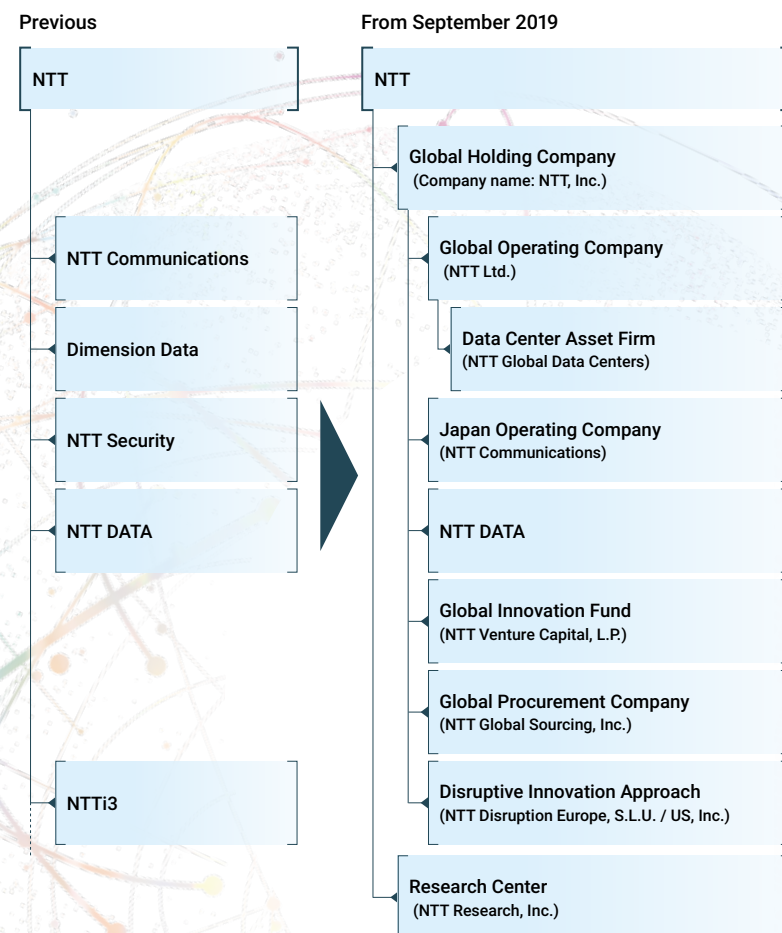 Previous
NTT
NTT Communications
Dimension Data
NTT Security
NTT DATA
NTTi3
From September 2019
NTT
Global Holding Company
(Company name: NTT, Inc.)
Global Operating Company
(NTT Ltd.)
Data Center Asset Firm
(NTT Global Data Centers)
Japan Operating Company
(NTT Communications)
NTT DATA
Global Innovation Fund
(NTT Venture Capital, L.P.)
Global Procurement Company
(NTT Global Sourcing, Inc.)
Disruptive Innovation Approach
(NTT Disruption Europe, S.L.U. / US, Inc.)
Research Center
(NTT Research, Inc.)